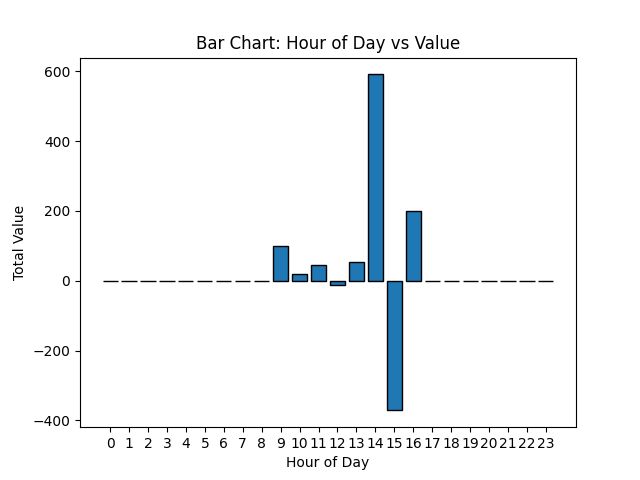 Bar Chart: Hour of Day vs Value
Total Value
600
400
200
0
−200
−400
0 1 2 3 4 5 6 7 8 9 10 11 12 13 14 15 16 17 18 19 20 21 22 23
Hour of Day